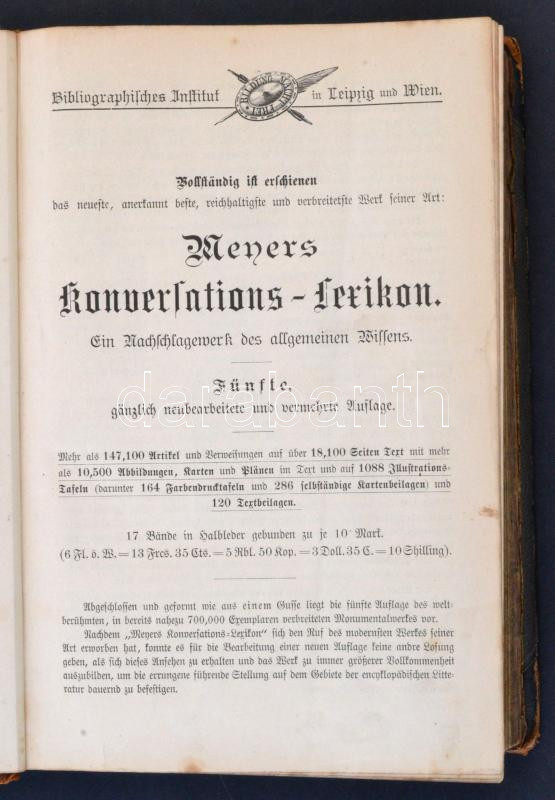 BILDUNG MACHT FREI
Bibliographisches Institut in Leipzig und Wien.
Vollständig ist erschienen
das neueste, anerkannt beste, reichhaltigste und verbreitetste Werk seiner Art:
Meyers
Konversations-Lexikon.
Ein Nachschlagewerk des allgemeinen Wissens.
Fünfte,
gänzlich neubearbeitete und vermehrte Auflage.
darabanth
Mehr als 147,100 Artikel und Verweisungen auf über 18,100 Seiten Text mit mehr
als 10,500 Abbildungen, Karten und Plänen im Text und auf 1088 Illustrations-
Tafeln (darunter 164 Farbendrucktafeln und 286 selbständige Kartenbeilagen) und
120 Textbeilagen.
17 Bände in Halbleder gebunden zu je 10 Mark.
(6 Fl. ö. W. = 13 Frcs. 35 Cts. = 5 Rbl. 50 Kop. = 3 Doll. 35 C. = 10 Shilling).
Abgeschlossen und geformt wie aus einem Gusse liegt die fünfte Auflage des welt-
berühmten, in bereits nahezu 700,000 Exemplaren verbreiteten Monumentalwerkes vor.
Nachdem „Meyers Konversations-Lexikon“ sich den Ruf des modernsten Werkes seiner
Art erworben hat, konnte es für die Bearbeitung einer neuen Auflage keine andre Losung
geben, als sich dieses Ansehen zu erhalten und das Werk zu immer größerer Vollkommenheit
auszubilden, um die errungene führende Stellung auf dem Gebiete der encyklopädischen Litte-
ratur dauernd zu befestigen.